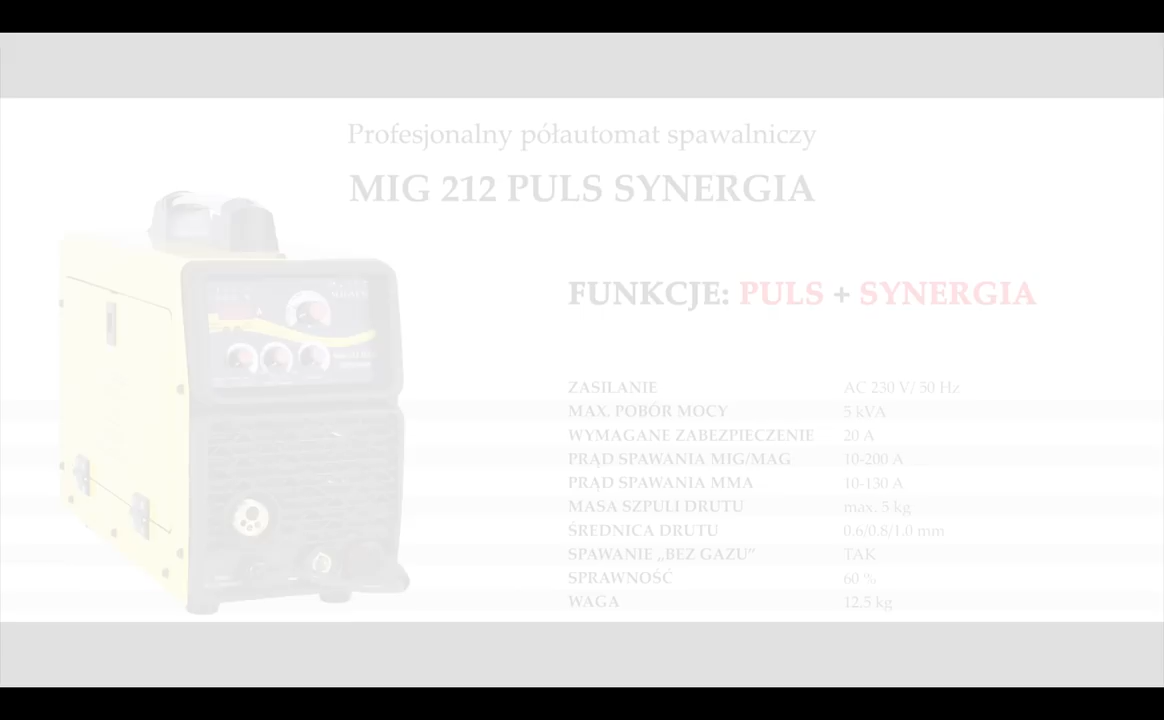 Profesjonalny półautomat spawalniczy
MIG 212 PULS SYNERGIA
FUNKCJE: PULS + SYNERGIA
ZASILANIE AC 230 V/ 50 Hz
MAX. POBÓR MOCY 5 kVA
WYMAGANE ZABEZPIECZENIE 20 A
PRĄD SPAWANIA MIG/MAG 10-200 A
PRĄD SPAWANIA MMA 10-130 A
MASA SZPULI DRUTU max. 5 kg
ŚREDNICA DRUTU 0.6/0.8/1.0 mm
SPAWANIE „BEZ GAZU” TAK
SPRAWNOŚĆ 60 %
WAGA 12.5 kg